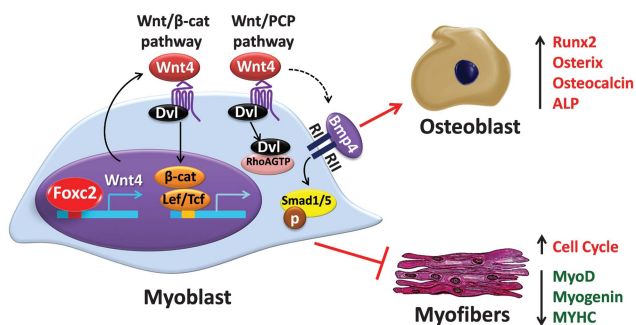 Wnt/β-cat
pathway
Wnt/PCP
pathway
Wnt4
Wnt4
Dvl
Dvl
Dvl
RhoAGTP
RI
RII
Bmp4
Foxc2
Wnt4
β-cat
Lef/Tcf
Smad1/5
p
Myoblast
Osteoblast
Runx2
Osterix
Osteocalcin
ALP
Myofibers
Cell Cycle
MyoD
Myogenin
MYHC